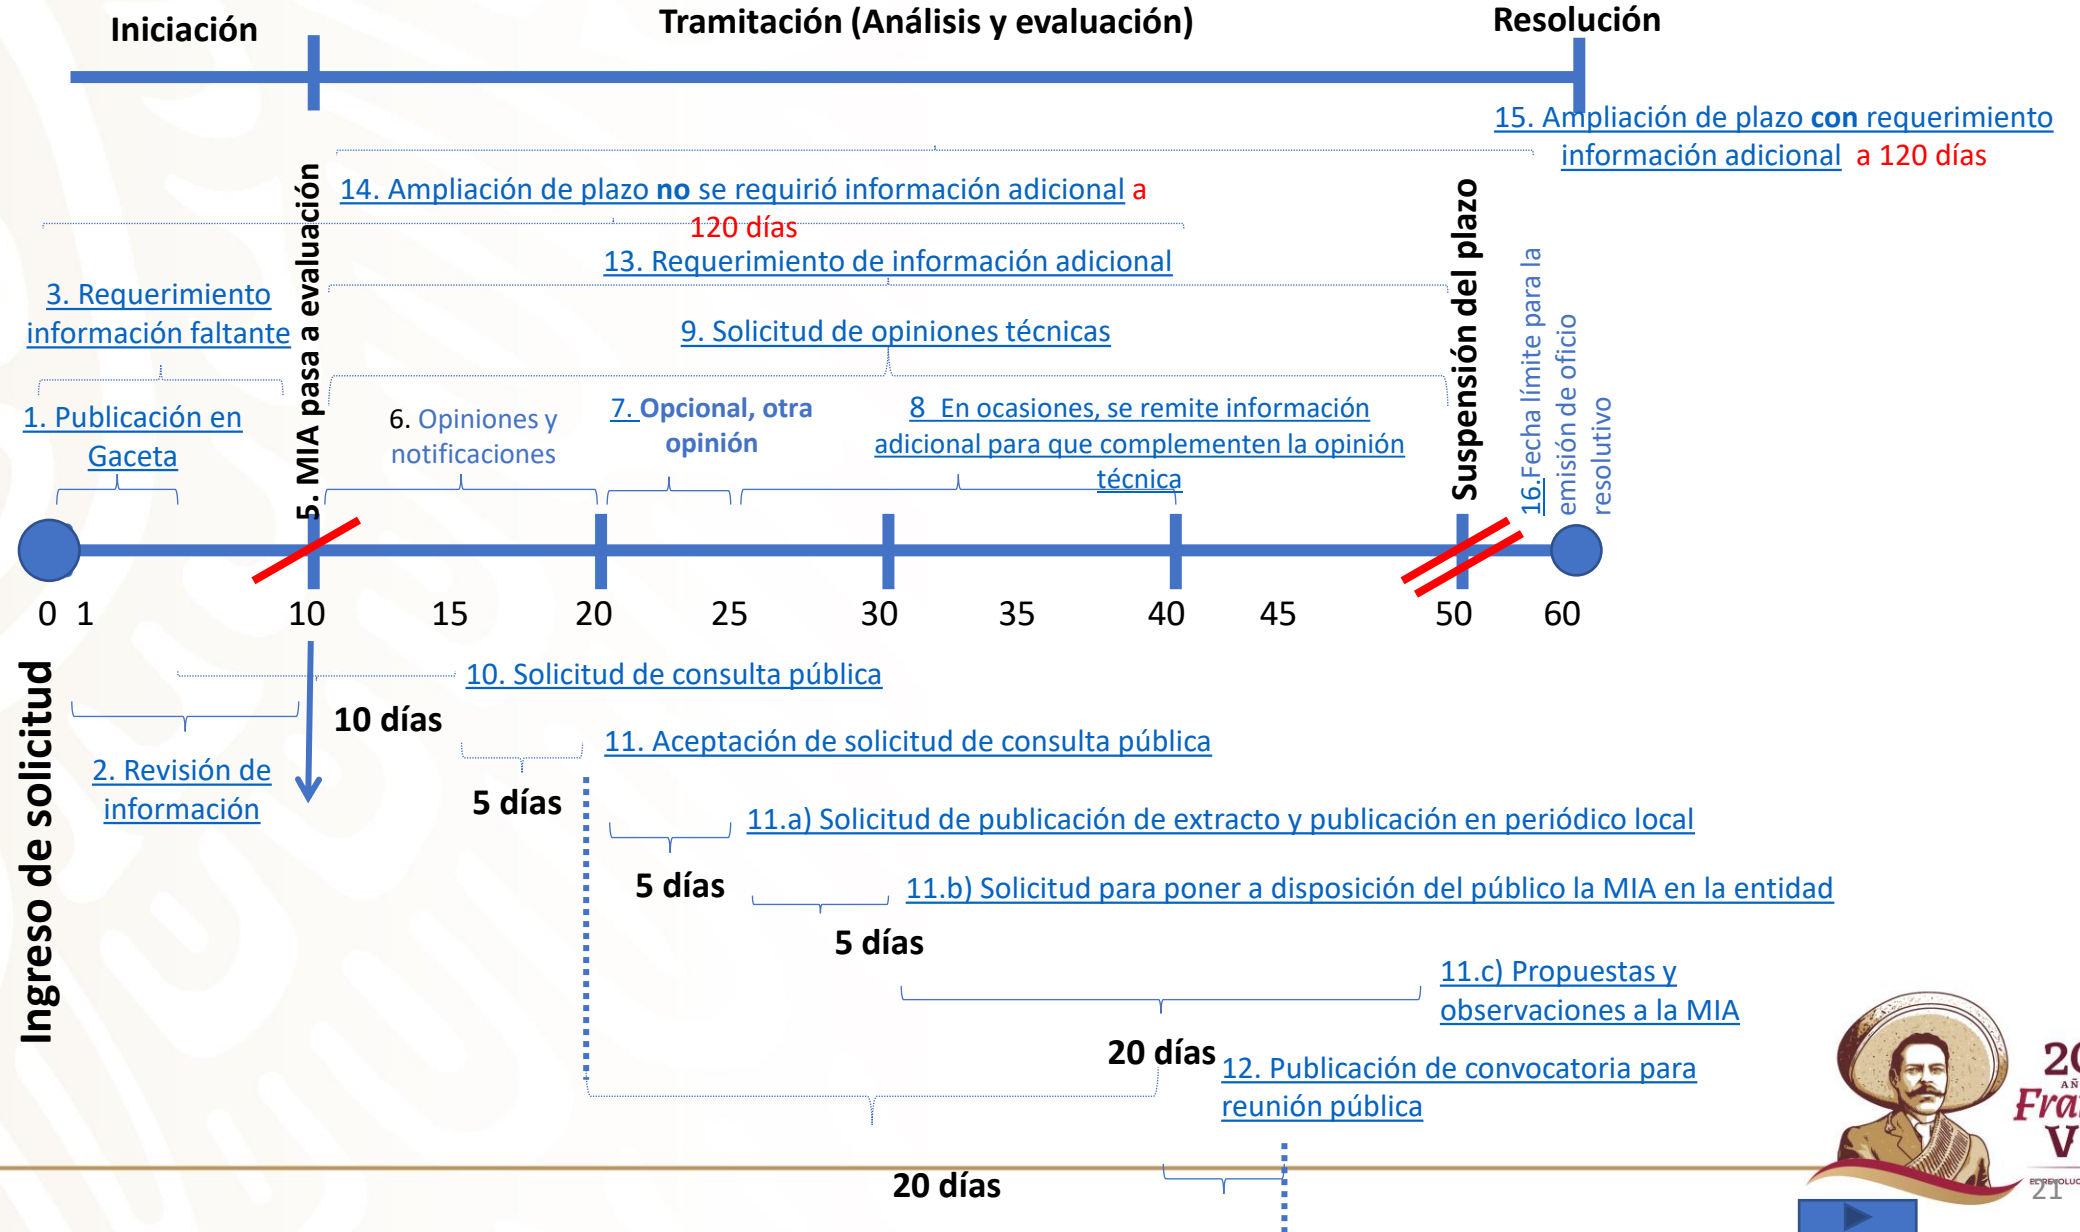 Iniciación
Tramitación (Análisis y evaluación)
Resolución
15. Ampliación de plazo con requerimiento
información adicional a 120 días
14. Ampliación de plazo no se requirió información adicional a
120 días
13. Requerimiento de información adicional
3. Requerimiento
información faltante
9. Solicitud de opiniones técnicas
1. Publicación en
Gaceta
5. MIA pasa a evaluación
6. Opiniones y
notificaciones
7. Opcional, otra
opinión
8 En ocasiones, se remite información
adicional para que complementen la opinión
técnica
Suspensión del plazo
16.Fecha límite para la
emisión de oficio
resolutivo
0 1 10 15 20 25 30 35 40 45 50 60
Ingreso de solicitud
10. Solicitud de consulta pública
10 días
2. Revisión de
información
11. Aceptación de solicitud de consulta pública
5 días
11.a) Solicitud de publicación de extracto y publicación en periódico local
5 días
11.b) Solicitud para poner a disposición del público la MIA en la entidad
5 días
11.c) Propuestas y
observaciones a la MIA
20 días
12. Publicación de convocatoria para
reunión pública
20 días
21